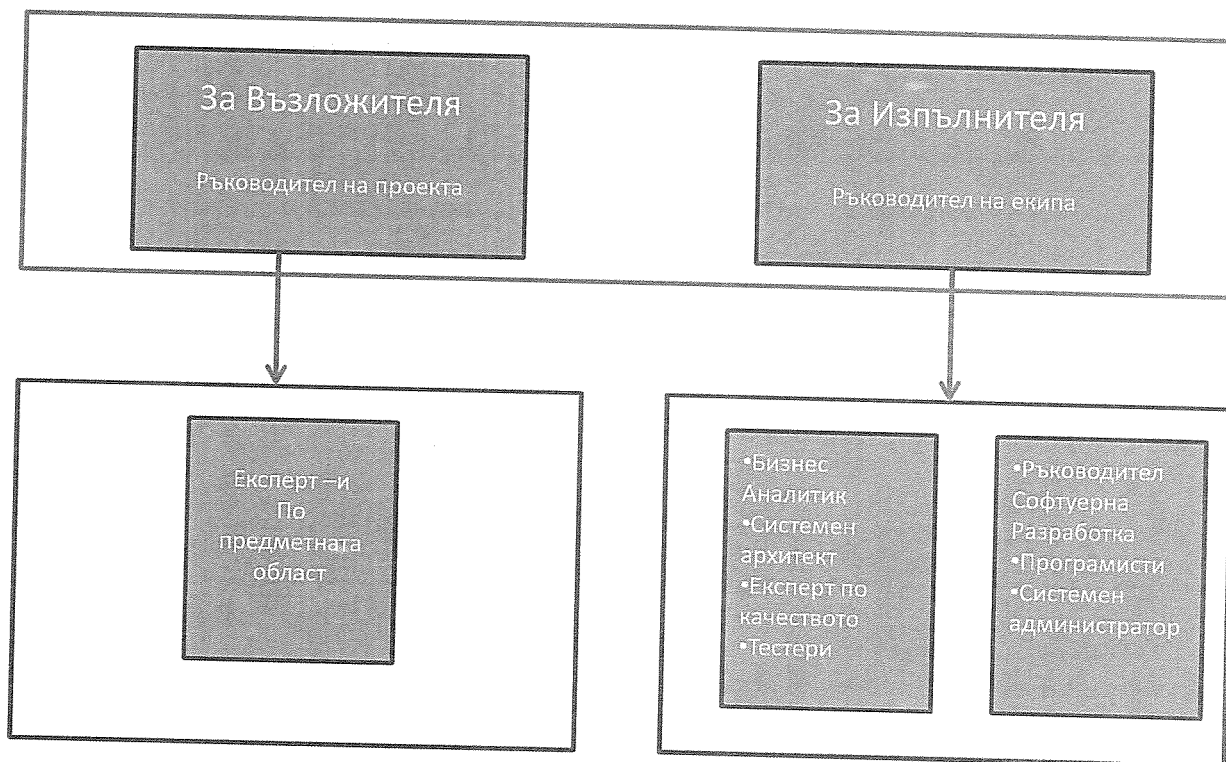 За Възложителя
Ръководител на проекта
За Изпълнителя
Ръководител на екипа
Експерт –и
По
предметната
област
•Бизнес
Аналитик
•Системен
архитект
•Експерт по
качеството
•Тестери
•Ръководител
Софтуерна
Разработка
•Програмисти
•Системен
администратор